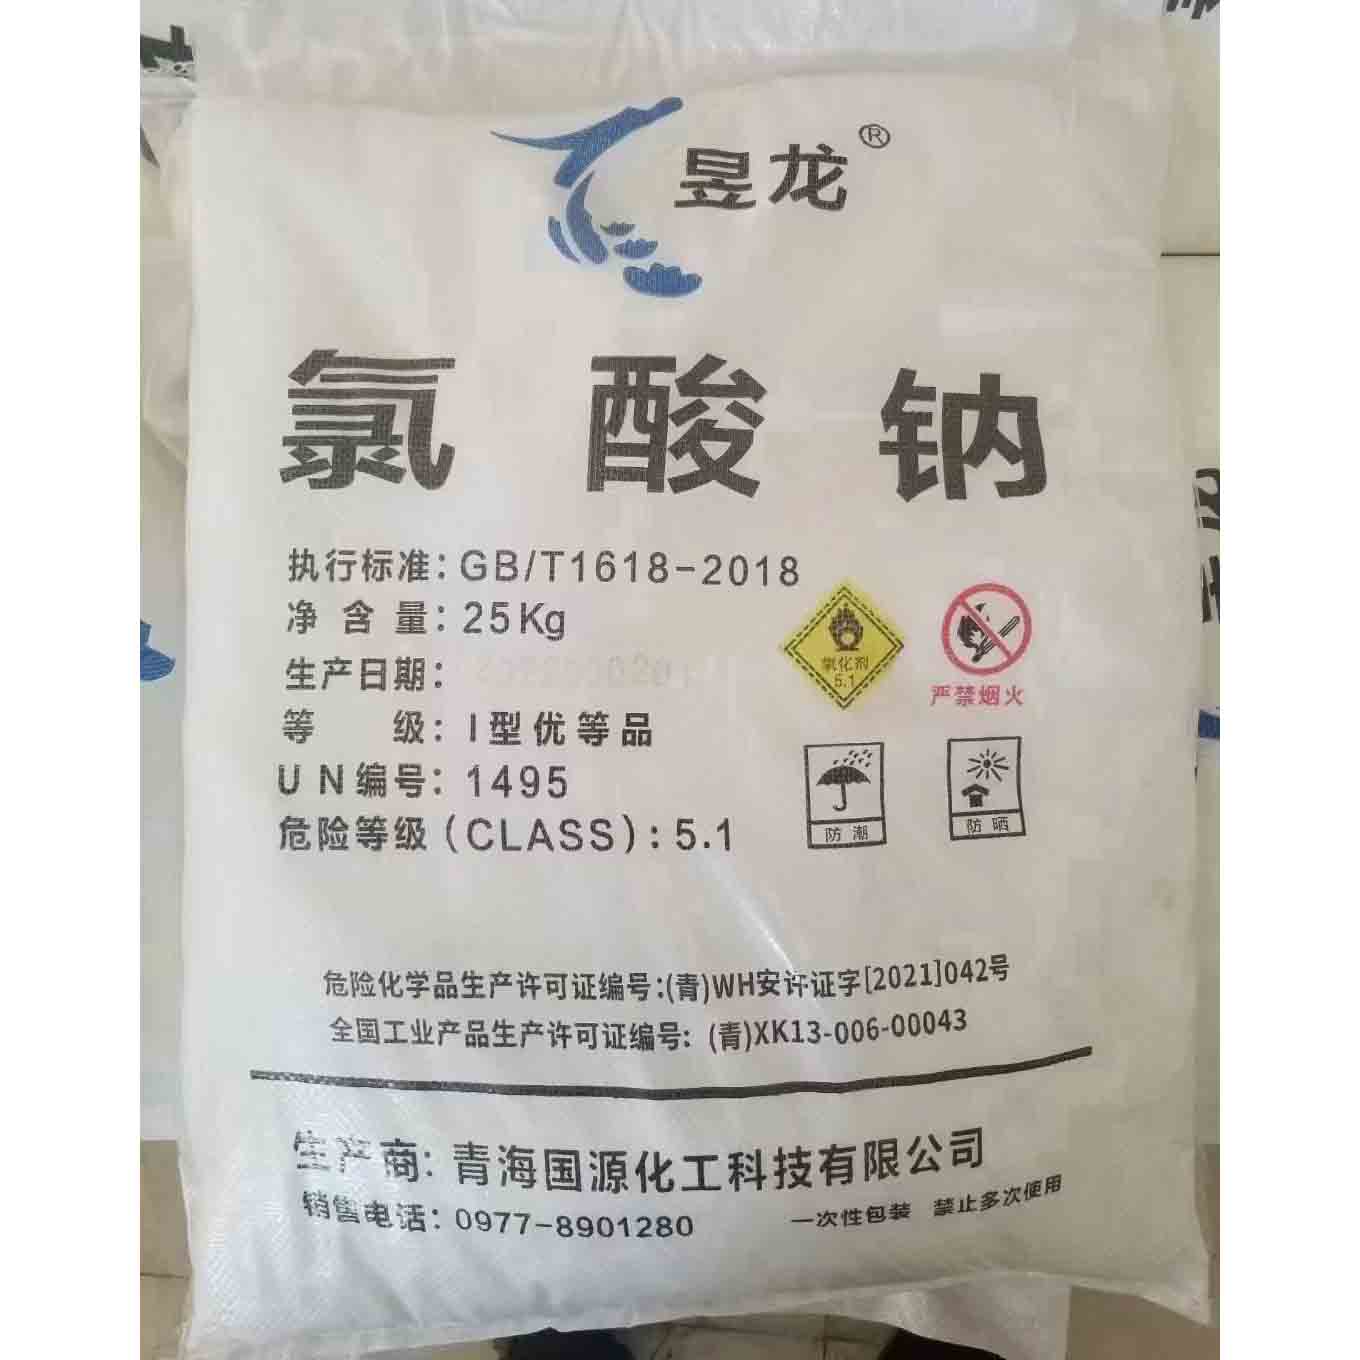 昱龙®
氯酸钠
执行标准：GB/T1618-2018
净含量：25Kg
生产日期：
等级：I型优等品
UN编号：1495
危险等级（CLASS）：5.1
氧化剂
5.1
严禁烟火
防潮
防晒
危险化学品生产许可证编号：(青)WH安许证字[2021]042号
全国工业产品生产许可证编号：(青)XK13-006-00043
生产商：青海国源化工科技有限公司
销售电话：0977-8901280
一次性包装 禁止多次使用